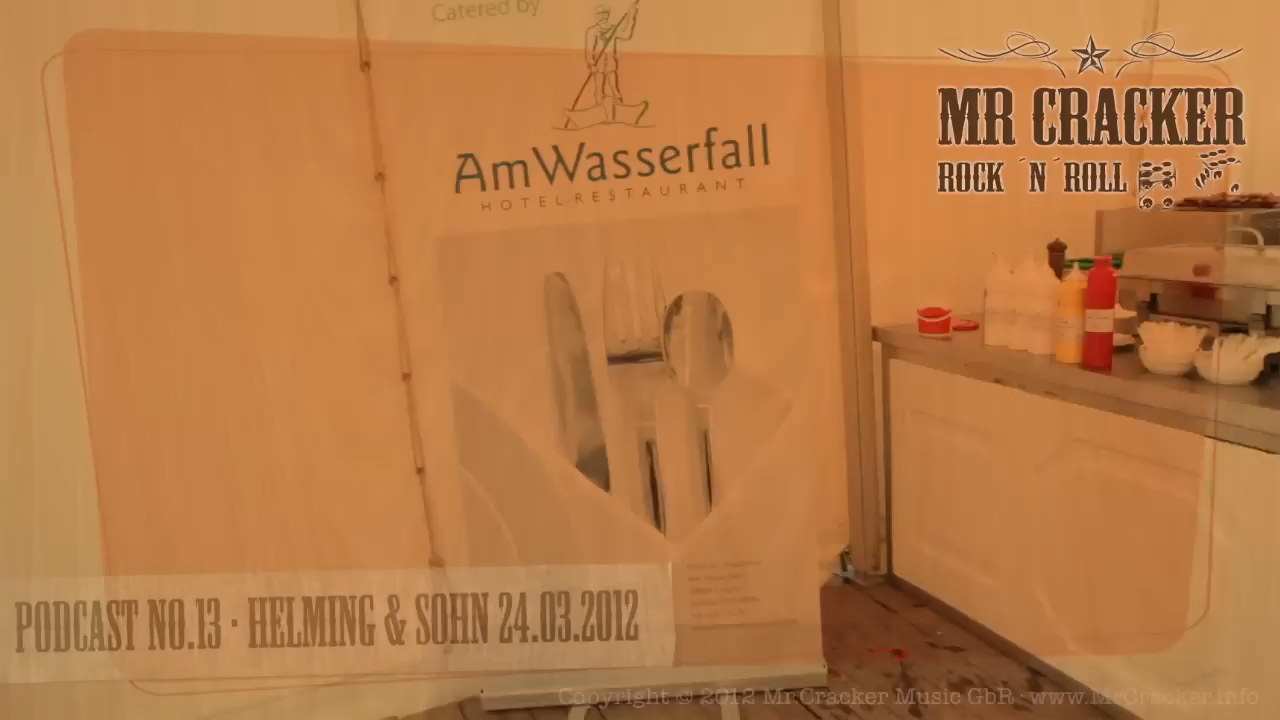 Catered by
AmWasserfall
HOTEL·RESTAURANT
MR CRACKER
ROCK ´N´ROLL
PODCAST NO.13 · HELMING & SOHN 24.03.2012
Copyright © 2012 Mr.Cracker Music GbR · www.MrCracker.info